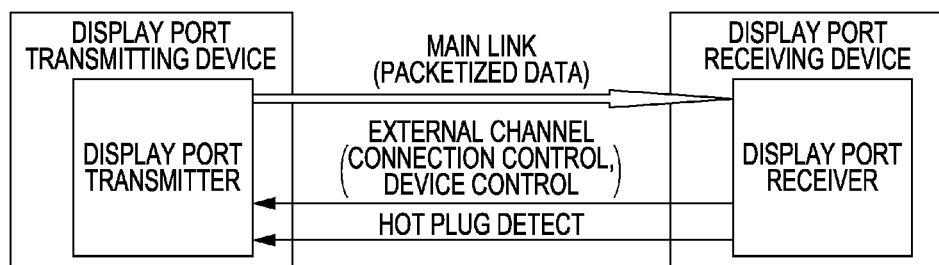 DISPLAY PORT
TRANSMITTING DEVICE
DISPLAY PORT
TRANSMITTER
MAIN LINK
(PACKETIZED DATA)
EXTERNAL CHANNEL
(CONNECTION CONTROL,
DEVICE CONTROL)
HOT PLUG DETECT
DISPLAY PORT
RECEIVING DEVICE
DISPLAY PORT
RECEIVER